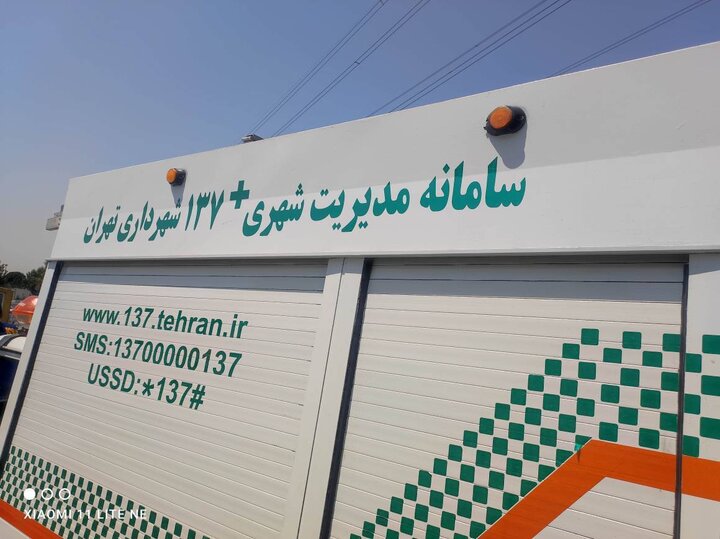 سامانه مدیریت شهری +۱۳۷ شهرداری تهران
www.137.tehran.ir
SMS:13700000137
USSD:*137#
XIAOMI 11 LITE NE